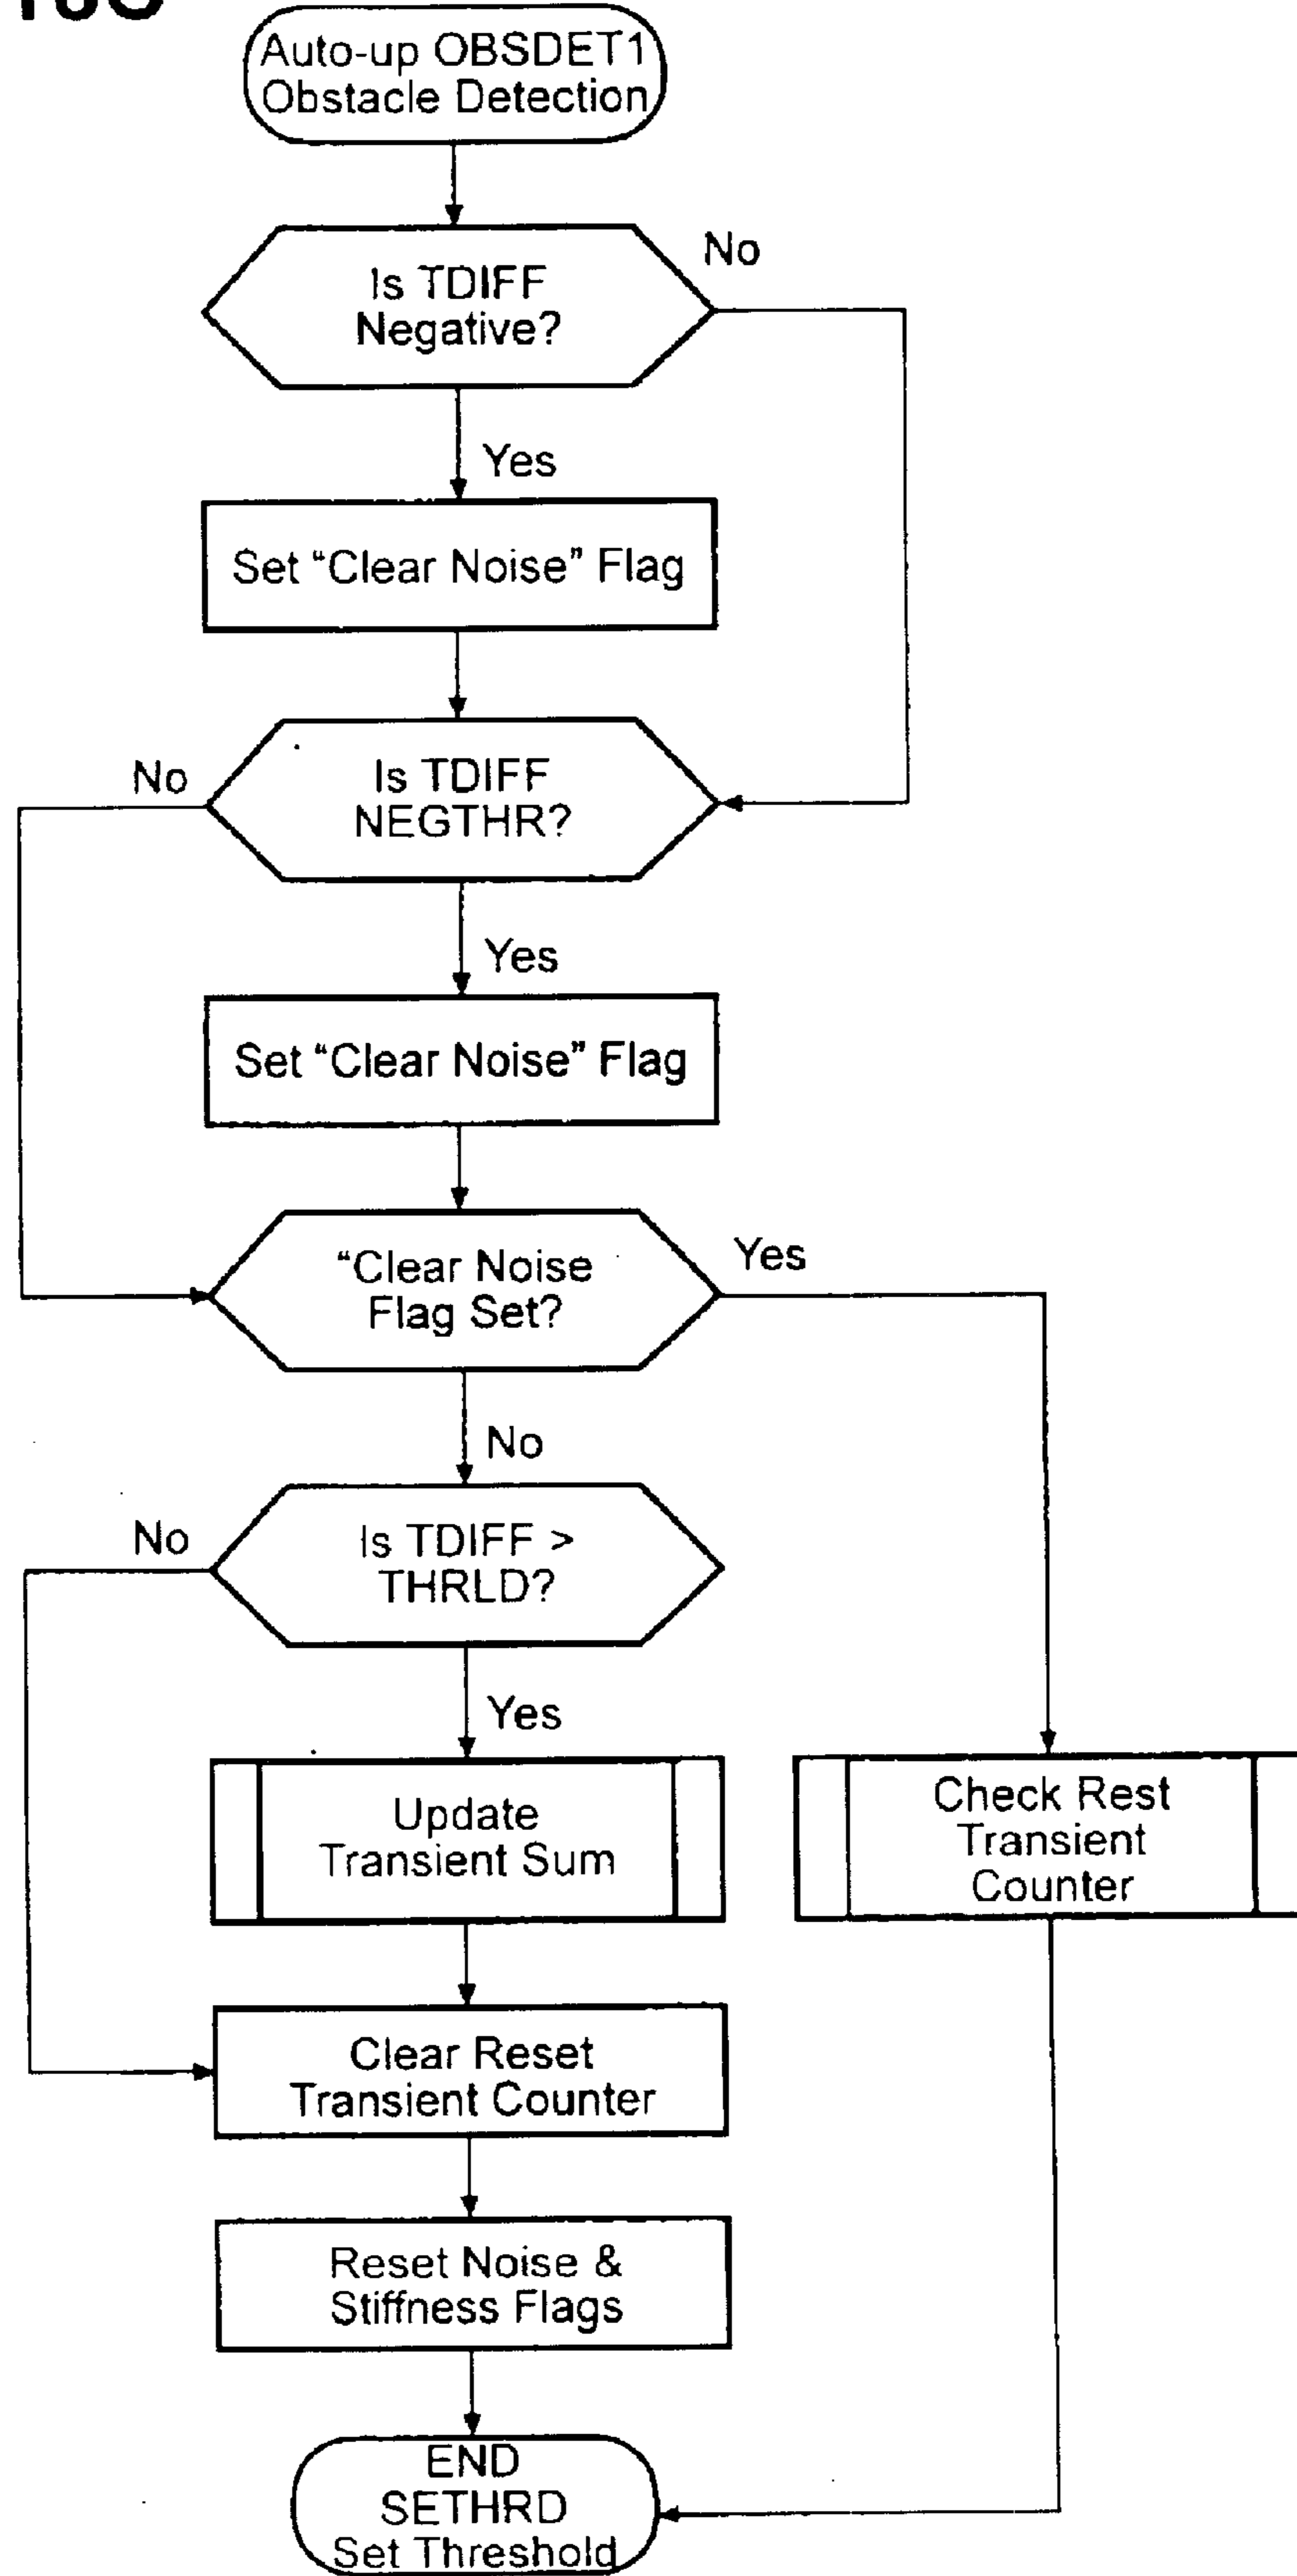 Auto-up OBSDET1
Obstacle Detection
Is TDIFF
Negative?
No
Yes
Set “Clear Noise” Flag
Is TDIFF
NEGTHR?
No
Yes
Set “Clear Noise” Flag
“Clear Noise
Flag Set?
Yes
No
Is TDIFF >
THRLD?
No
Yes
Update
Transient Sum
Check Rest
Transient
Counter
Clear Reset
Transient Counter
Reset Noise &
Stiffness Flags
END
SETHRD
Set Threshold